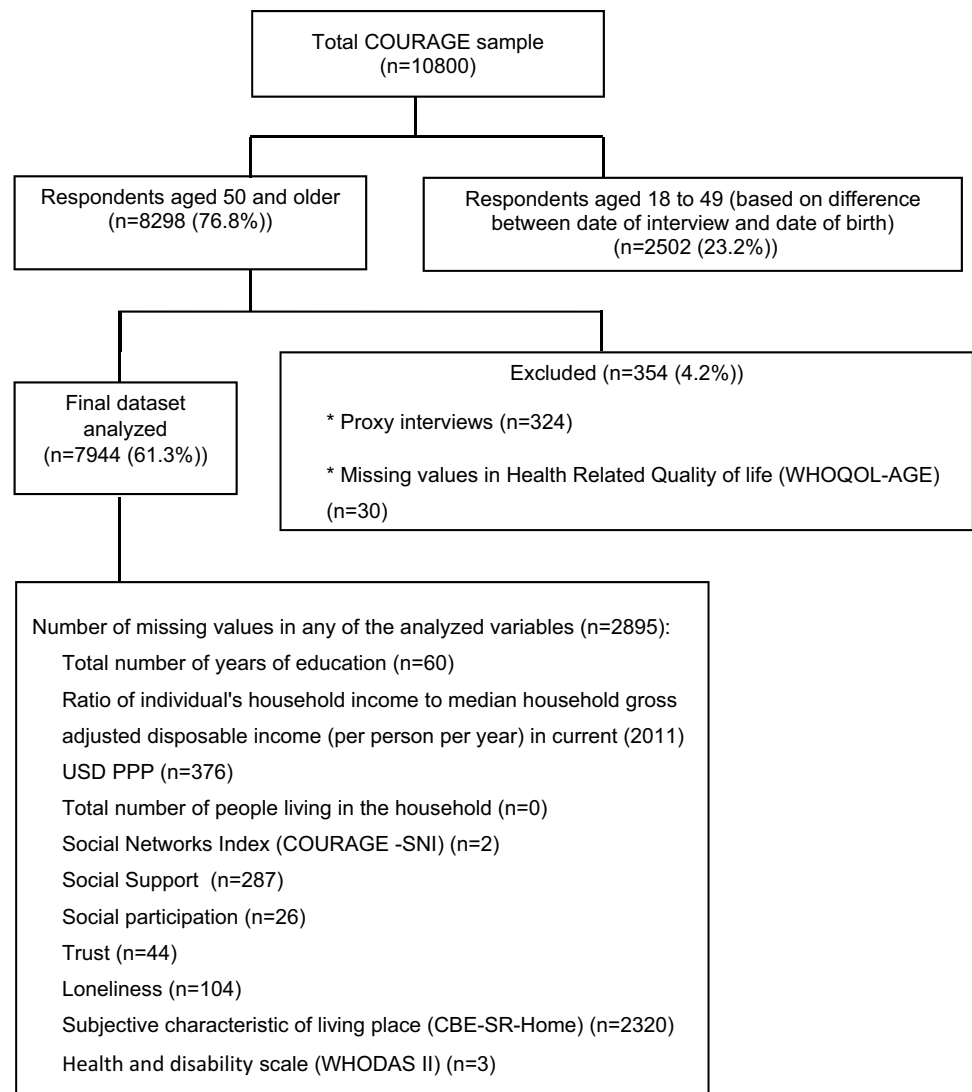 Total COURAGE sample
(n=10800)
Respondents aged 50 and older
(n=8298 (76.8%))
Respondents aged 18 to 49 (based on difference
between date of interview and date of birth)
(n=2502 (23.2%))
Final dataset
analyzed
(n=7944 (61.3%))
Excluded (n=354 (4.2%))
* Proxy interviews (n=324)
* Missing values in Health Related Quality of life (WHOQOL-AGE)
(n=30)
Number of missing values in any of the analyzed variables (n=2895):
Total number of years of education (n=60)
Ratio of individual's household income to median household gross
adjusted disposable income (per person per year) in current (2011)
USD PPP (n=376)
Total number of people living in the household (n=0)
Social Networks Index (COURAGE -SNI) (n=2)
Social Support (n=287)
Social participation (n=26)
Trust (n=44)
Loneliness (n=104)
Subjective characteristic of living place (CBE-SR-Home) (n=2320)
Health and disability scale (WHODAS II) (n=3)